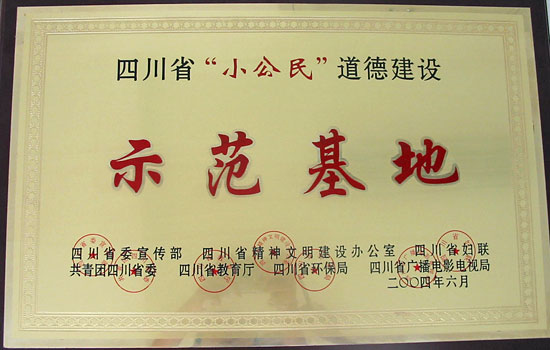 四川省“小公民”道德建设
示范基地
四川省委宣传部 四川省精神文明建设办公室 四川省妇联
共青团四川省委 四川省教育厅 四川省环保局 四川省广播电影电视局
二〇〇四年六月